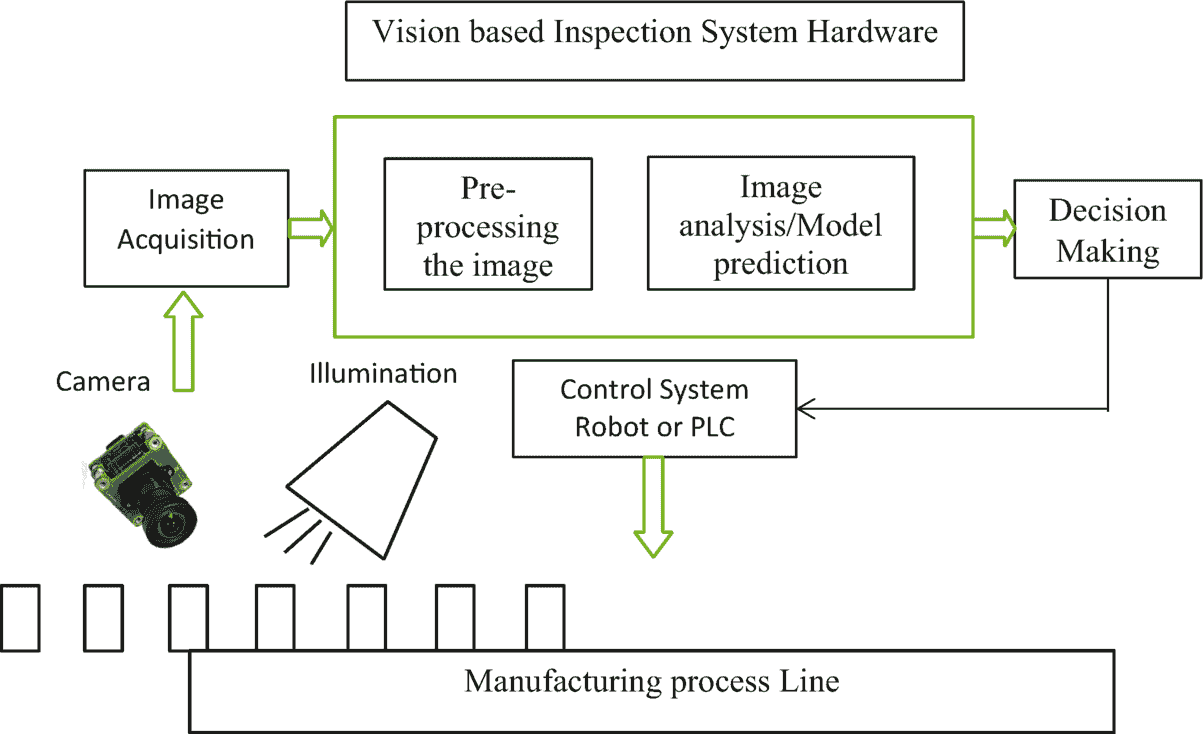 Vision based Inspection System Hardware
Image
Acquisition
Pre-
processing
the image
Image
analysis/Model
prediction
Decision
Making
Camera
Illumination
Control System
Robot or PLC
Manufacturing process Line